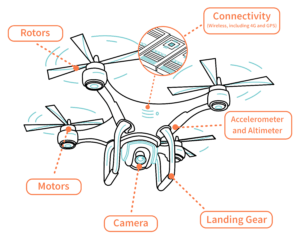 Connectivity
(Wireless, including 4G and GPS)
Rotors
Accelerometer
and Altimeter
Motors
Camera
Landing Gear